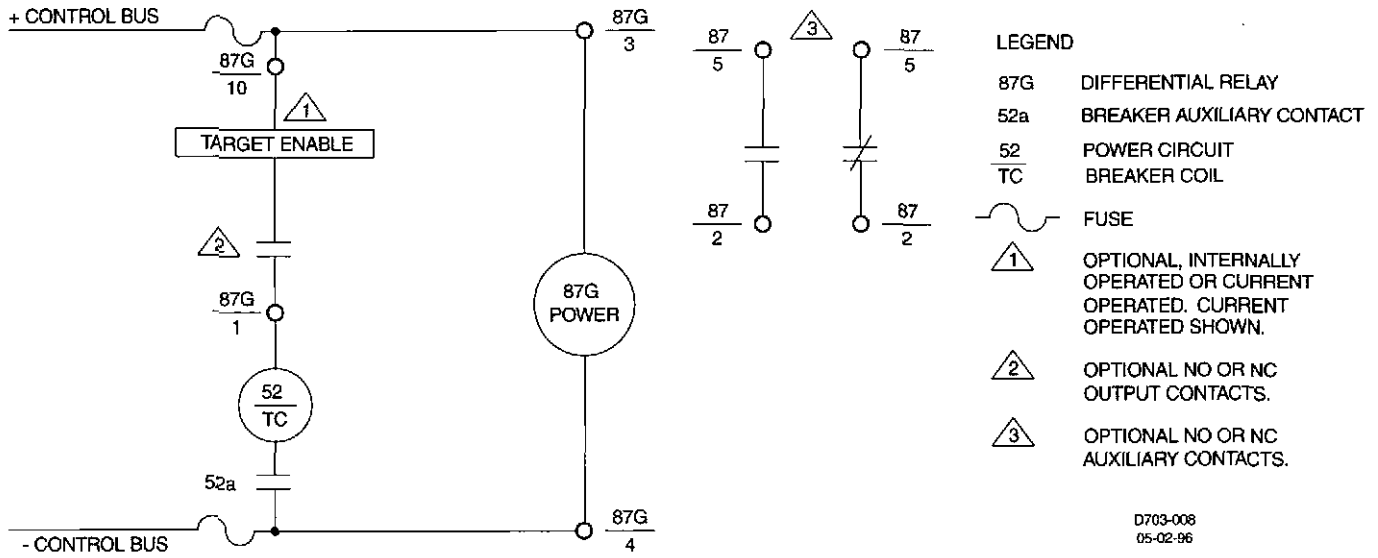 + CONTROL BUS
87G
10
1
TARGET ENABLE
2
87G
1
52
TC
52a
- CONTROL BUS
87G
3
87G
POWER
87G
4
87
5
3
87
5
87
2
87
2
LEGEND
87G DIFFERENTIAL RELAY
52a BREAKER AUXILIARY CONTACT
52 POWER CIRCUIT
TC BREAKER COIL
FUSE
1 OPTIONAL, INTERNALLY
OPERATED OR CURRENT
OPERATED. CURRENT
OPERATED SHOWN.
2 OPTIONAL NO OR NC
OUTPUT CONTACTS.
3 OPTIONAL NO OR NC
AUXILIARY CONTACTS.
D703-008
05-02-96